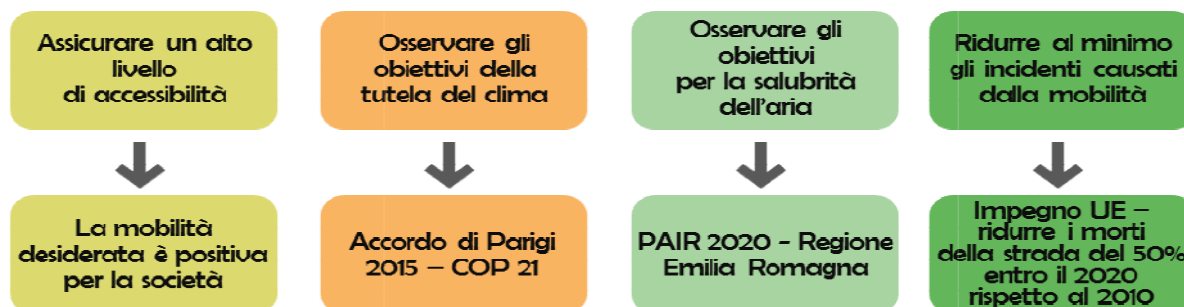 Assicurare un alto
livello
di accessibilità
Osservare gli
obiettivi della
tutela del clima
Osservare gli
obiettivi
per la salubrità
dell'aria
Ridurre al minimo
gli incidenti causati
dalla mobilità
La mobilità
desiderata è positiva
per la società
Accordo di Parigi
2015 – COP 21
PAIR 2020 - Regione
Emilia Romagna
Impegno UE –
ridurre i morti
della strada del 50%
entro il 2020
rispetto al 2010